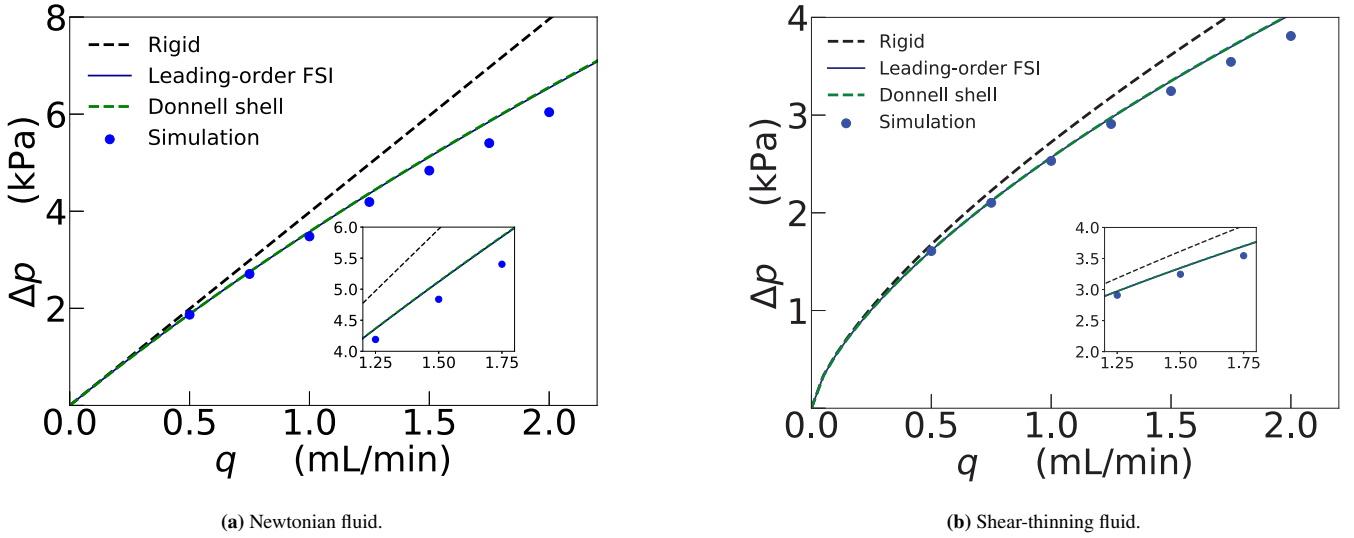 8
6
4
2
Δp (kPa)
Rigid
Leading-order FSI
Donnell shell
Simulation
6.0
5.5
5.0
4.5
4.0
1.25 1.50 1.75
0.0 0.5 1.0 1.5 2.0
q (mL/min)
(a) Newtonian fluid.
4
3
2
1
Δp (kPa)
Rigid
Leading-order FSI
Donnell shell
Simulation
4.0
3.5
3.0
2.5
2.0
1.25 1.50 1.75
0.0 0.5 1.0 1.5 2.0
q (mL/min)
(b) Shear-thinning fluid.